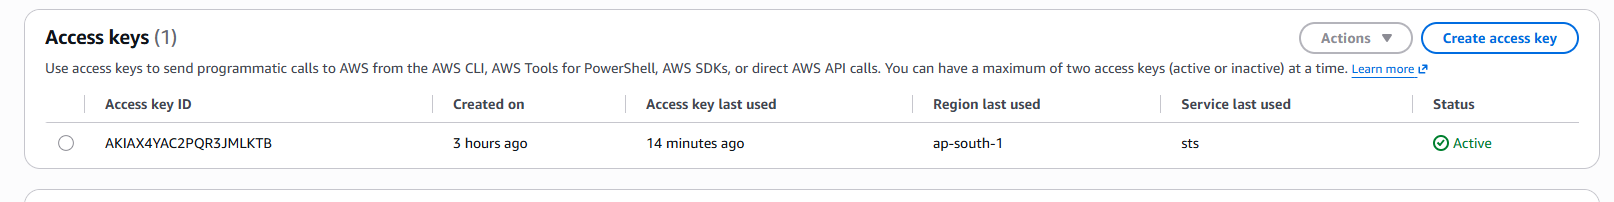 Access keys (1)
Actions
Create access key
Use access keys to send programmatic calls to AWS from the AWS CLI, AWS Tools for PowerShell, AWS SDKs, or direct AWS API calls. You can have a maximum of two access keys (active or inactive) at a time. Learn more
Access key ID Created on Access key last used Region last used Service last used Status
AKIAX4YAC2PQR3JMLKTB 3 hours ago 14 minutes ago ap-south-1 sts Active